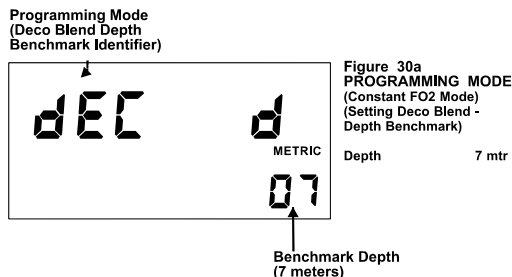 Programming Mode
(Deco Blend Depth
Benchmark Identifier)
dEC d
METRIC
07
Benchmark Depth
(7 meters)
Figure 30a
PROGRAMMING MODE
(Constant FO2 Mode)
(Setting Deco Blend -
Depth Benchmark)
Depth 7 mtr